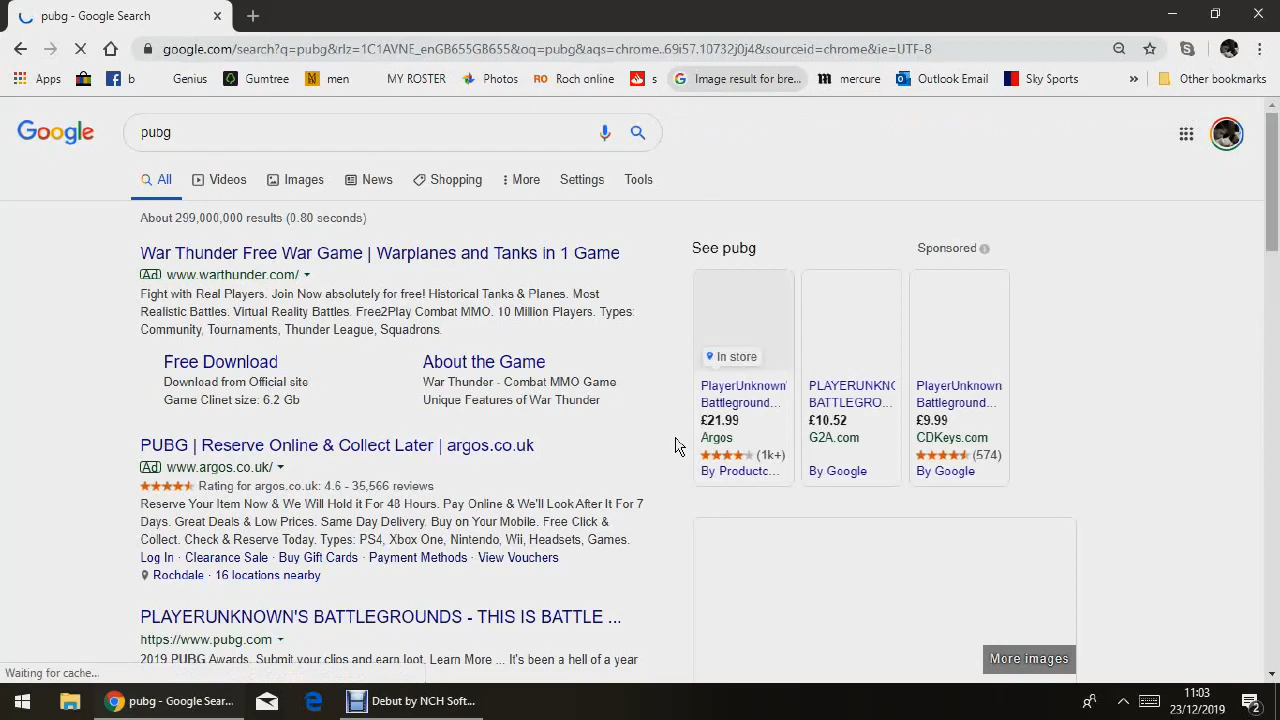 pubg - Google Search
google.com/search?q=pubg&rlz=1C1AVNE_enGB655GB655&oq=pubg&aqs=chrome..69i57.10732j0j4&sourceid=chrome&ie=UTF-8
Apps b Genius Gumtree men MY ROSTER Photos Roch online s Image result for bre... mercure Outlook Email Sky Sports » Other bookmarks
Google pubg
All Videos Images News Shopping More Settings Tools
About 299,000,000 results (0.80 seconds)
War Thunder Free War Game | Warplanes and Tanks in 1 Game
Ad www.warthunder.com/
Fight with Real Players. Join Now absolutely for free! Historical Tanks & Planes. Most
Realistic Battles. Virtual Reality Battles. Free2Play Combat MMO. 10 Million Players. Types:
Community, Tournaments, Thunder League, Squadrons.
Free Download
Download from Official site
Game Clinet size: 6.2 Gb
About the Game
War Thunder - Combat MMO Game
Unique Features of War Thunder
PUBG | Reserve Online & Collect Later | argos.co.uk
Ad www.argos.co.uk/
Rating for argos.co.uk: 4.6 - 35,566 reviews
Reserve Your Item Now & We Will Hold it For 48 Hours. Pay Online & We'll Look After It For 7
Days. Great Deals & Low Prices. Same Day Delivery. Buy on Your Mobile. Free Click &
Collect. Check & Reserve Today. Types: PS4, Xbox One, Nintendo, Wii, Headsets, Games.
Log In · Clearance Sale · Buy Gift Cards · Payment Methods · View Vouchers
Rochdale · 16 locations nearby
PLAYERUNKNOWN'S BATTLEGROUNDS - THIS IS BATTLE ...
https://www.pubg.com
2019 PUBG Awards. Submit your clips and earn loot. Learn More ... It's been a hell of a year
See pubg Sponsored
In store
PlayerUnknown'
Battleground...
£21.99
Argos
(1k+)
By Productc...
PLAYERUNKNO
BATTLEGRO...
£10.52
G2A.com
By Google
PlayerUnknown
Battleground...
£9.99
CDKeys.com
(574)
By Google
More images
Waiting for cache...
pubg - Google Sear... Debut by NCH Soft...
11:03
23/12/2019
2